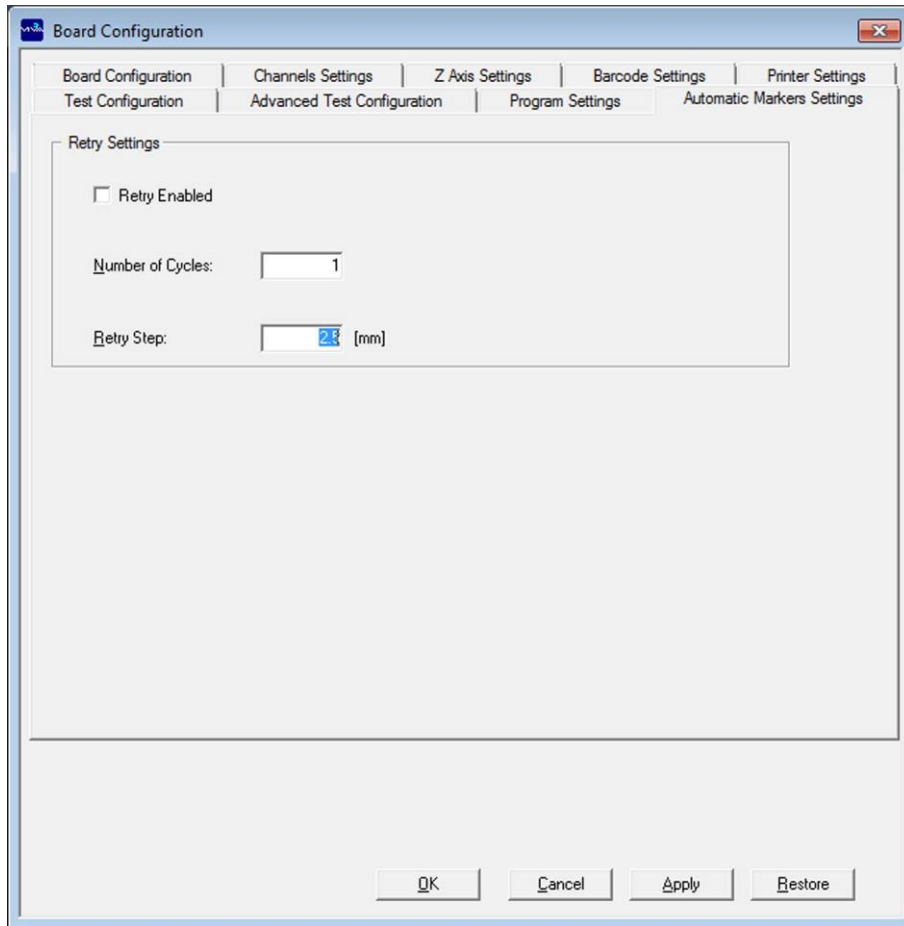 Board Configuration
Board Configuration Channels Settings Z Axis Settings Barcode Settings Printer Settings
Test Configuration Advanced Test Configuration Program Settings Automatic Markers Settings
Retry Settings
Retry Enabled
Number of Cycles: 1
Retry Step: 2.5 [mm]
OK Cancel Apply Restore